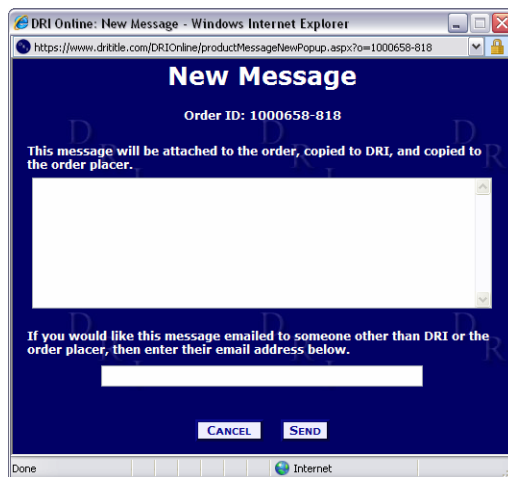 DRI Online: New Message - Windows Internet Explorer
https://www.drititle.com/DRIOnline/productMessageNewPopup.aspx?o=1000658-818
New Message
Order ID: 1000658-818
This message will be attached to the order, copied to DRI, and copied to
the order placer.
If you would like this message emailed to someone other than DRI or the
order placer, then enter their email address below.
CANCEL SEND
Done Internet